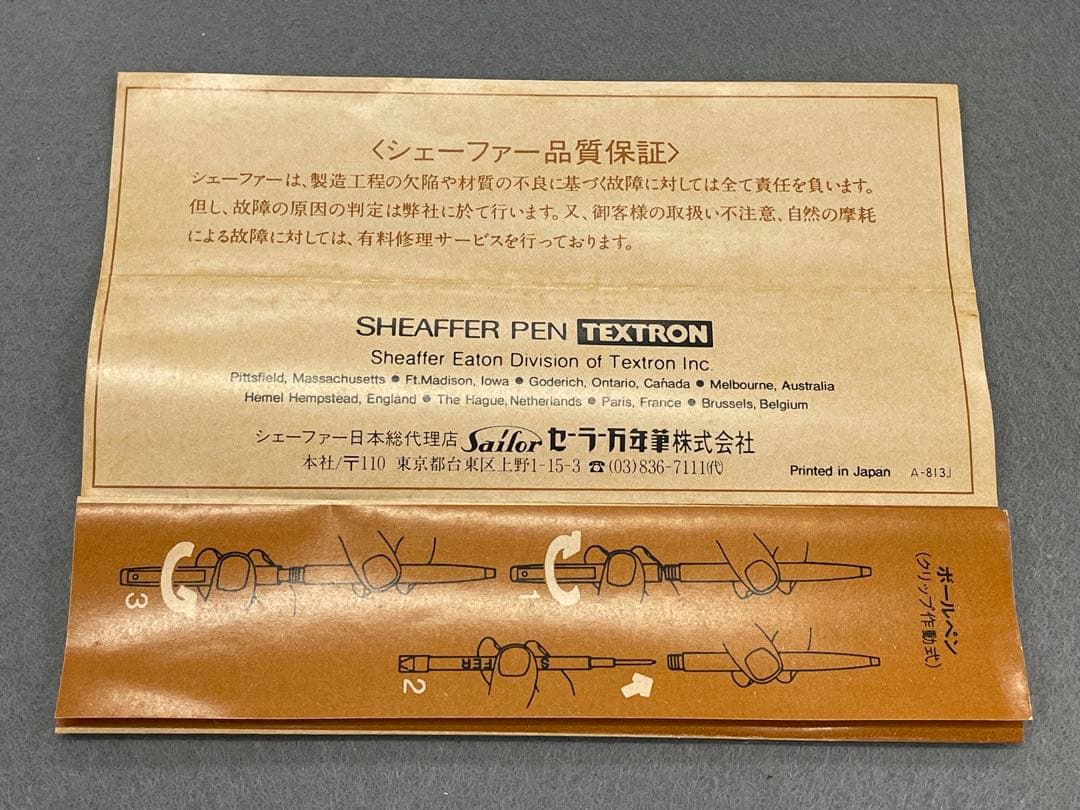 〈シェーファー品質保証〉
シェーファーは、製造工程の欠陥や材質の不良に基づく故障に対しては全て責任を負います。
但し、故障の原因の判定は弊社に於て行います。又、御客様の取扱い不注意、自然の摩耗
による故障に対しては、有料修理サービスを行っております。
SHEAFFER PEN TEXTRON
Sheaffer Eaton Division of Textron Inc.
Pittsfield, Massachusetts ● Ft.Madison, Iowa ● Goderich, Ontario, Cañada ● Melbourne, Australia
Hemel Hempstead, England ● The Hague, Netherlands ● Paris, France ● Brussels, Belgium
シェーファー日本総代理店 Sailor セーラー万年筆株式会社
本社/〒110 東京都台東区上野1-15-3 ☎(03)836-7111(代)
Printed in Japan A-813J
ボールペン
(クリップ作動式)
1
2
S
FER
3